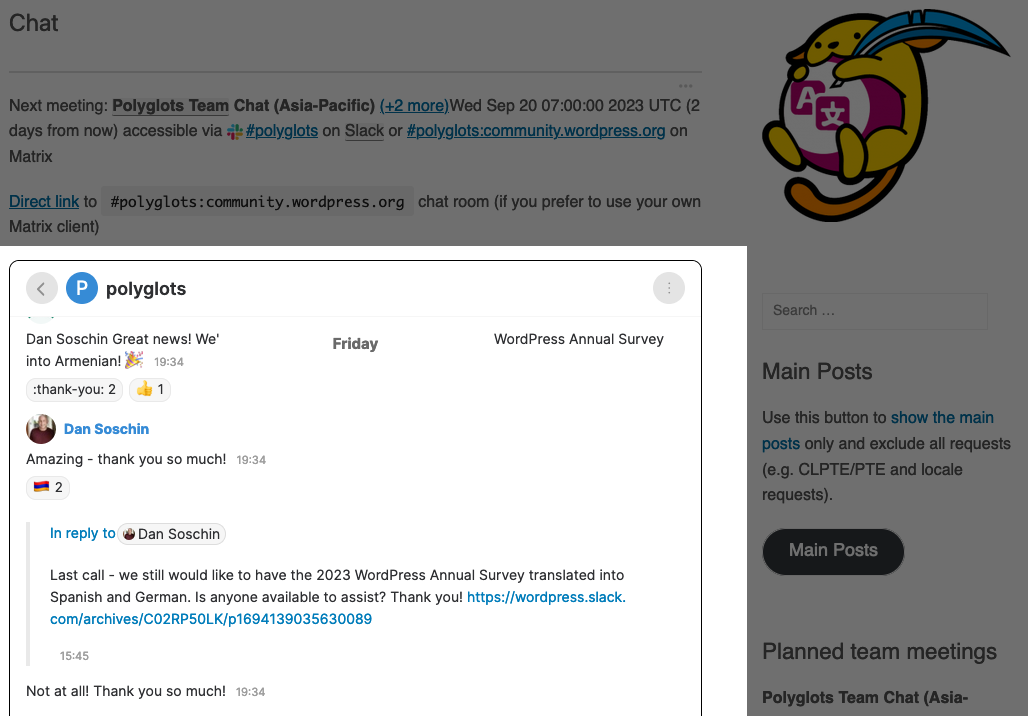 Chat
Next meeting: Polyglots Team Chat (Asia-Pacific) (+2 more)Wed Sep 20 07:00:00 2023 UTC (2
days from now) accessible via #polyglots on Slack or #polyglots:community.wordpress.org on
Matrix
Direct link to #polyglots:community.wordpress.org chat room (if you prefer to use your own
Matrix client)
P polyglots
Dan Soschin Great news! We'
Friday
WordPress Annual Survey
into Armenian! 🎉 19:34
:thank-you: 2 👍 1
Dan Soschin
Amazing - thank you so much! 19:34
🇦🇲 2
In reply to Dan Soschin
Last call - we still would like to have the 2023 WordPress Annual Survey translated into
Spanish and German. Is anyone available to assist? Thank you! https://wordpress.slack.
com/archives/C02RP50LK/p1694139035630089
15:45
Not at all! Thank you so much! 19:34
A 文
Search …
Main Posts
Use this button to show the main
posts only and exclude all requests
(e.g. CLPTE/PTE and locale
requests).
Main Posts
Planned team meetings
Polyglots Team Chat (Asia-